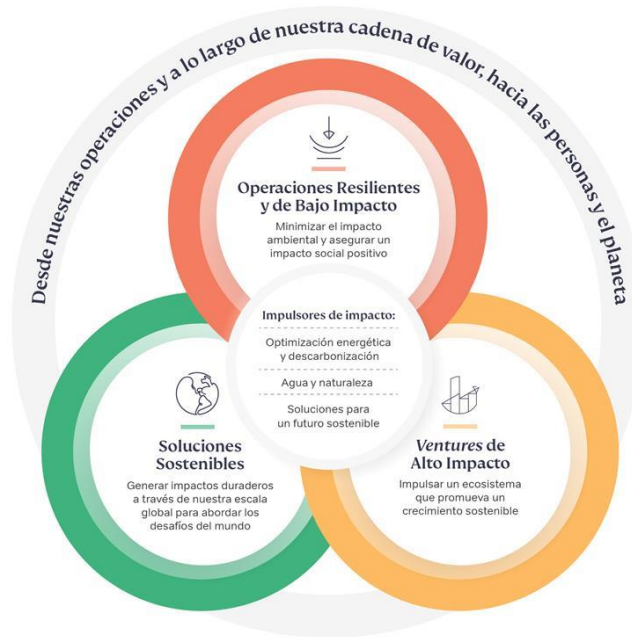 Desde nuestras operaciones y a lo largo de nuestra cadena de valor, hacia las personas y el planeta
Operaciones Resilientes
y de Bajo Impacto
Minimizar el impacto
ambiental y asegurar un
impacto social positivo
Impulsores de impacto:
Optimización energética
y descarbonización
Agua y naturaleza
Soluciones para
un futuro sostenible
Soluciones
Sostenibles
Generar impactos duraderos
a través de nuestra escala
global para abordar los
desafíos del mundo
Ventures de
Alto Impacto
Impulsar un ecosistema
que promueva un
crecimiento sostenible